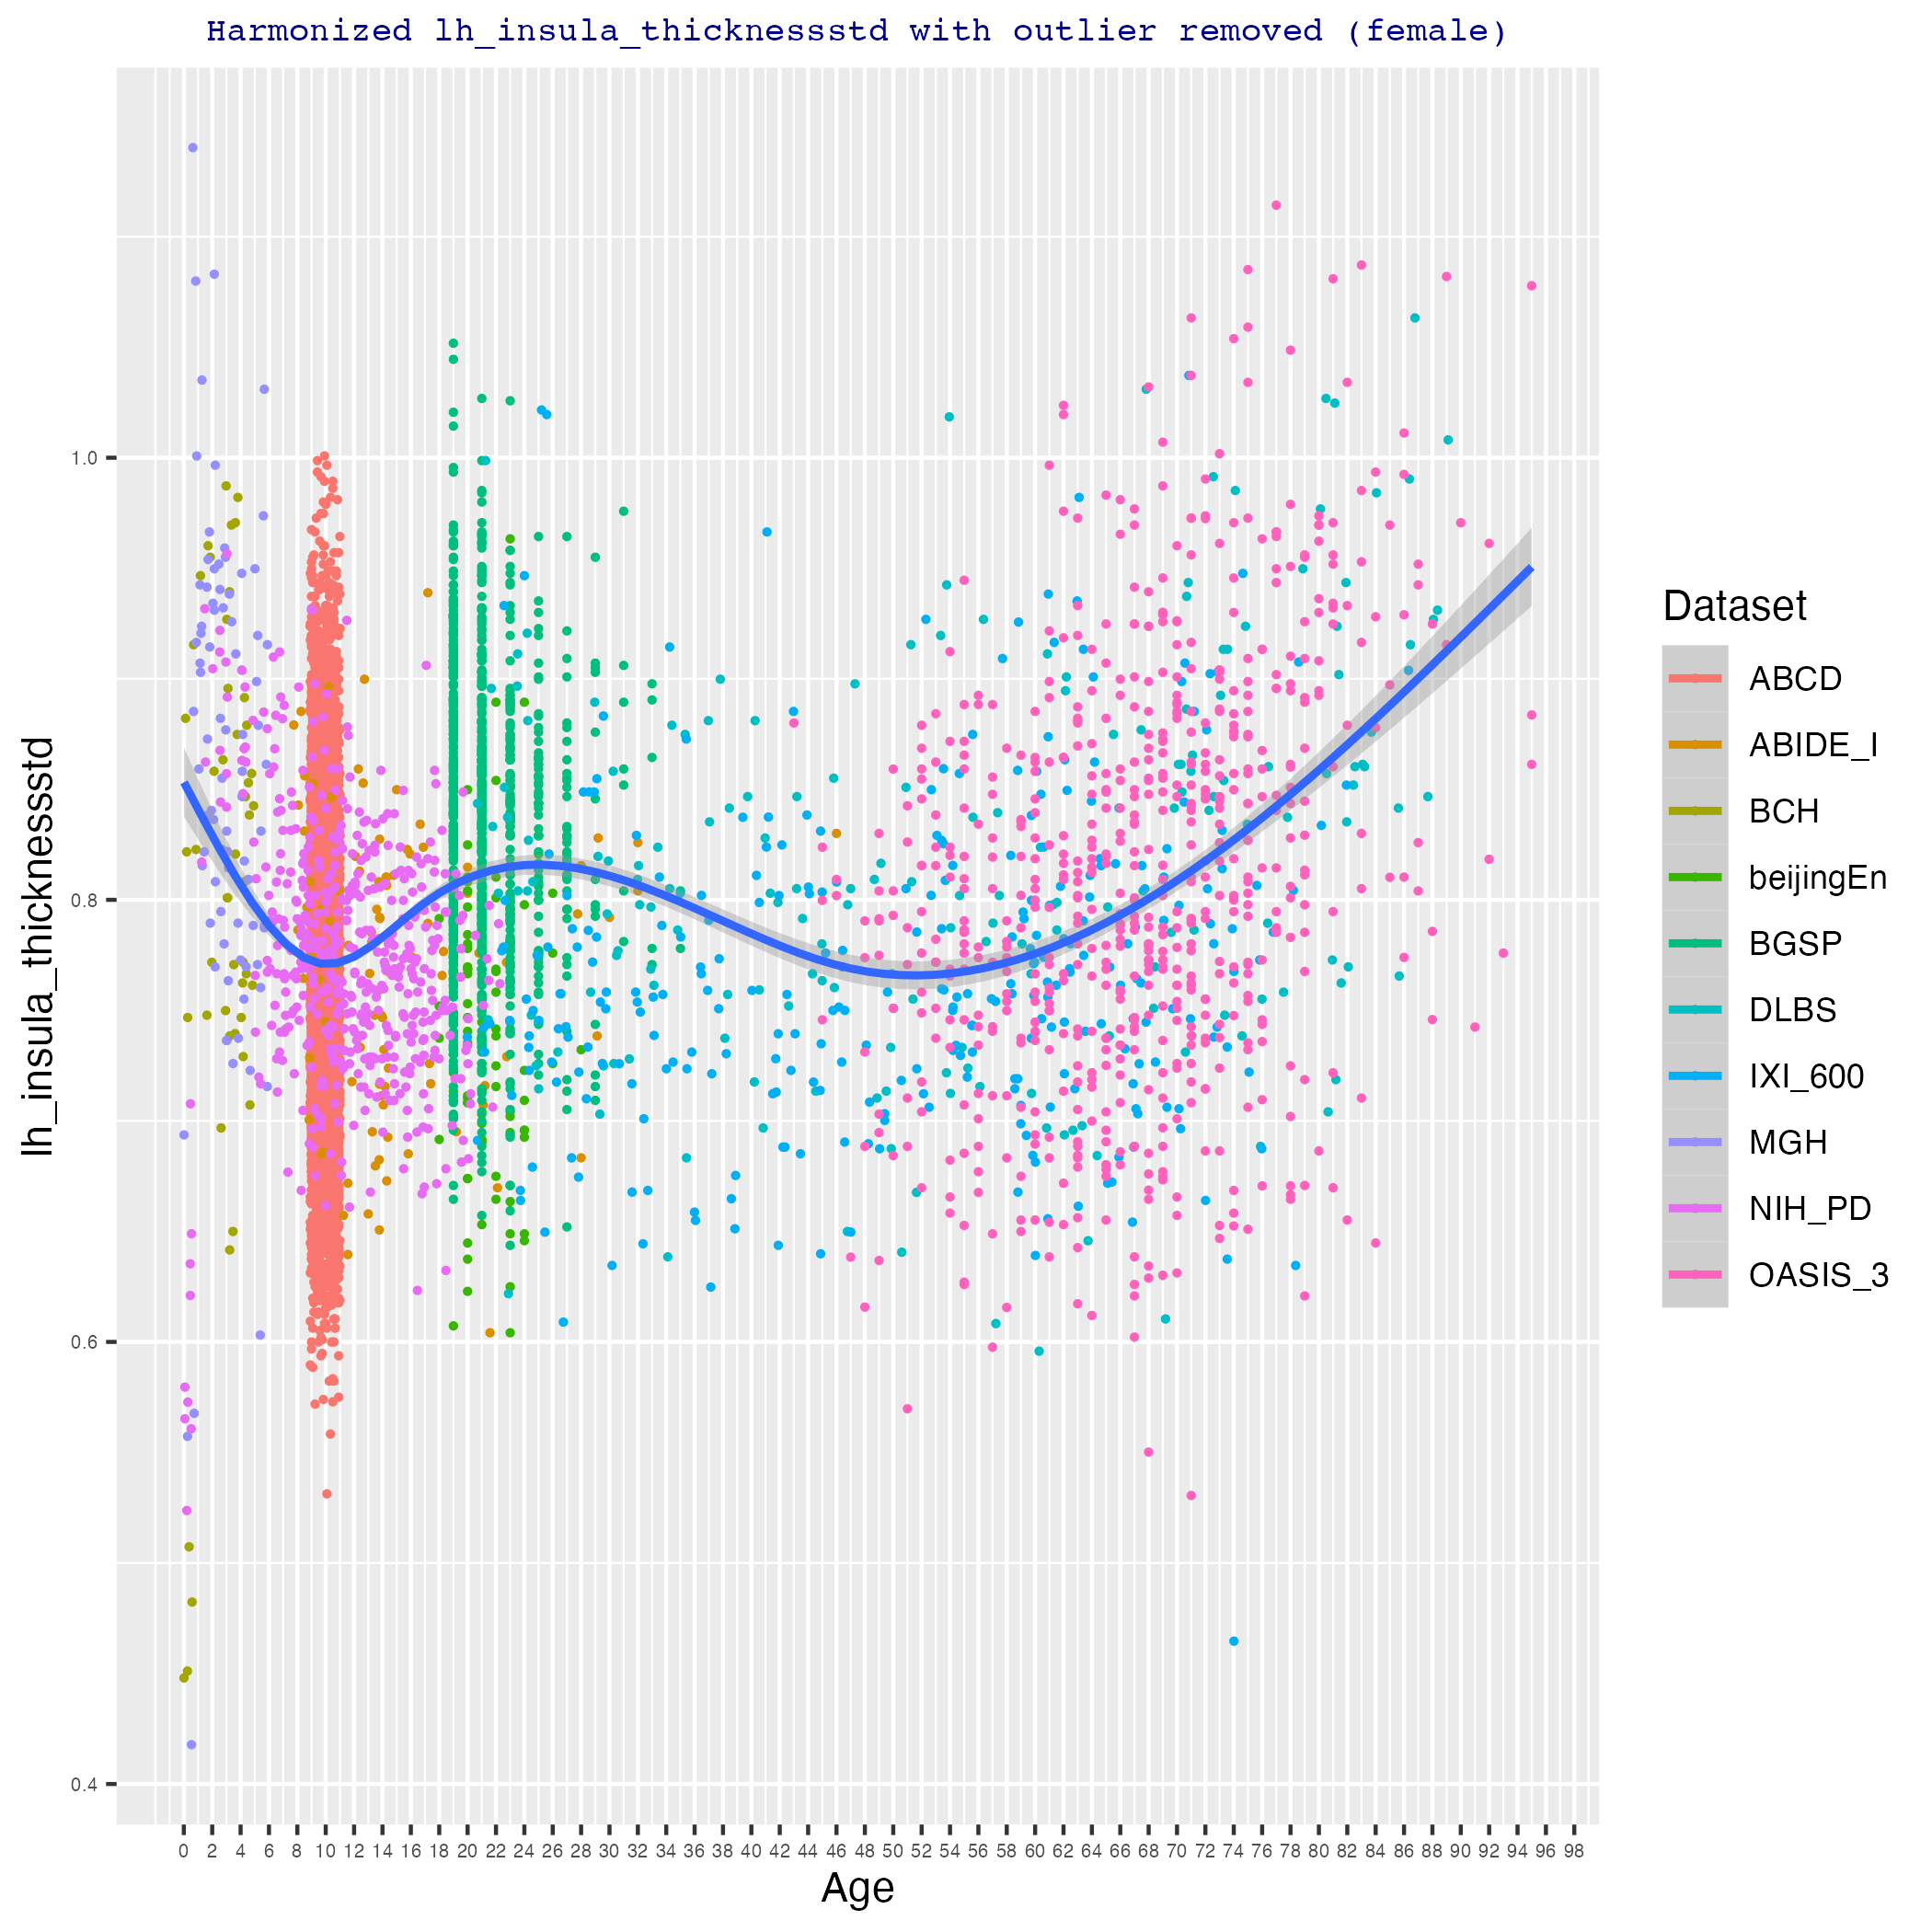 Harmonized lh_insula_thicknessstd with outlier removed (female)
lh_insula_thicknessstd
1.0
0.8
0.6
0.4
0 2 4 6 8 10 12 14 16 18 20 22 24 26 28 30 32 34 36 38 40 42 44 46 48 50 52 54 56 58 60 62 64 66 68 70 72 74 76 78 80 82 84 86 88 90 92 94 96 98
Age
Dataset
ABCD
ABIDE_I
BCH
beijingEn
BGSP
DLBS
IXI_600
MGH
NIH_PD
OASIS_3